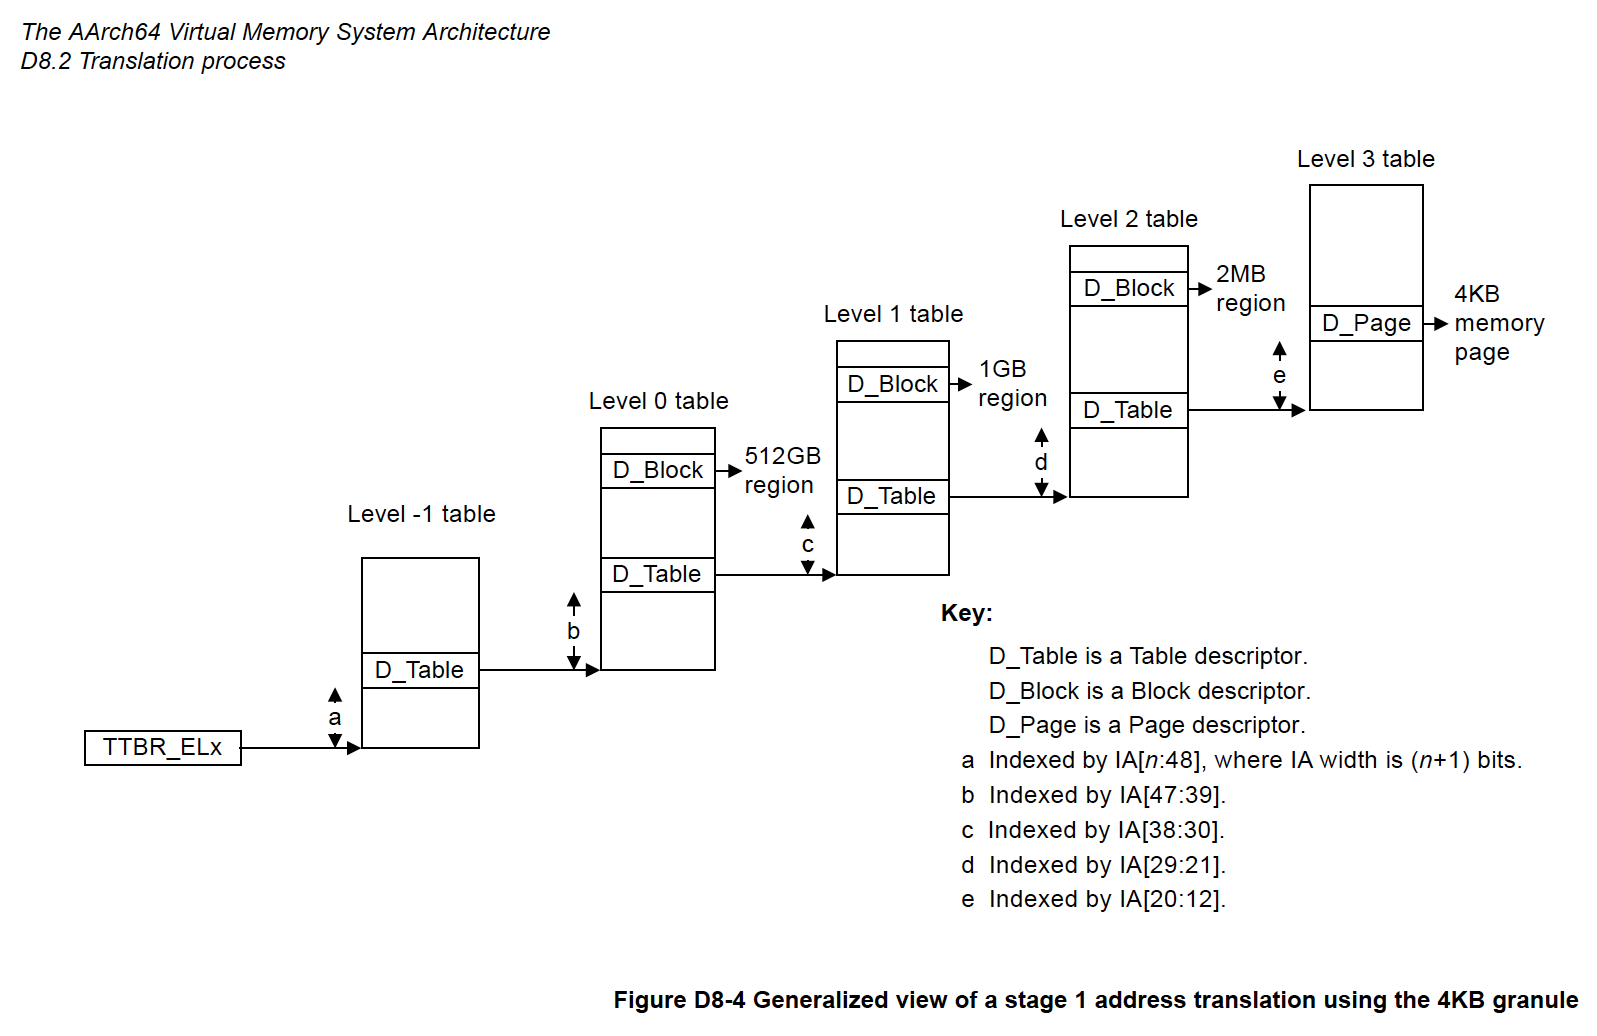 The AArch64 Virtual Memory System Architecture
D8.2 Translation process
Level 3 table
Level 2 table
2MB
region
D_Block
4KB
memory
page
D_Page
Level 1 table
1GB
region
D_Block
e
D_Table
Level 0 table
512GB
region
D_Block
d
D_Table
Level -1 table
c
D_Table
b
D_Table
a
TTBR_ELx
Key:
D_Table is a Table descriptor.
D_Block is a Block descriptor.
D_Page is a Page descriptor.
a Indexed by IA[n:48], where IA width is (n+1) bits.
b Indexed by IA[47:39].
c Indexed by IA[38:30].
d Indexed by IA[29:21].
e Indexed by IA[20:12].
Figure D8-4 Generalized view of a stage 1 address translation using the 4KB granule